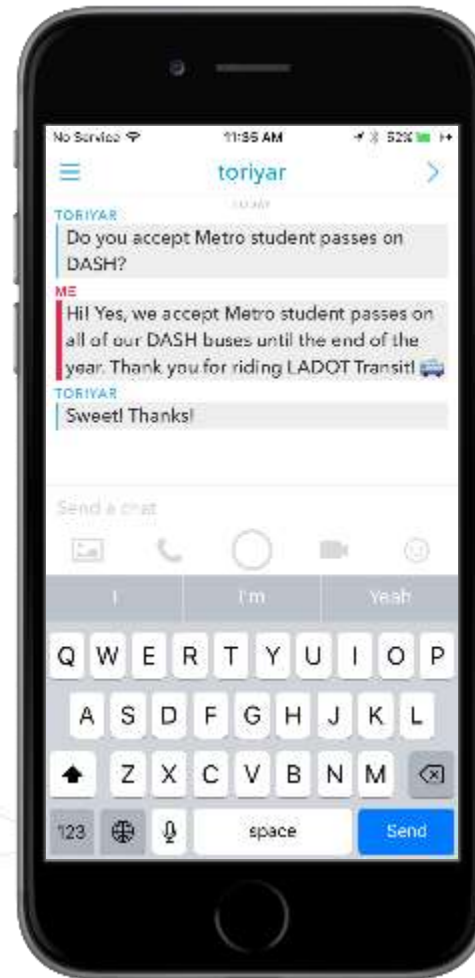 No Service 11:35 AM 52%
toriyar
TODAY
TORIYAR
Do you accept Metro student passes on
DASH?
ME
Hi! Yes, we accept Metro student passes on
all of our DASH buses until the end of the
year. Thank you for riding LADOT Transit! 🚎
TORIYAR
Sweet! Thanks!
Send a chat
I I'm Yeah
Q W E R T Y U I O P
A S D F G H J K L
Z X C V B N M
123 space Send